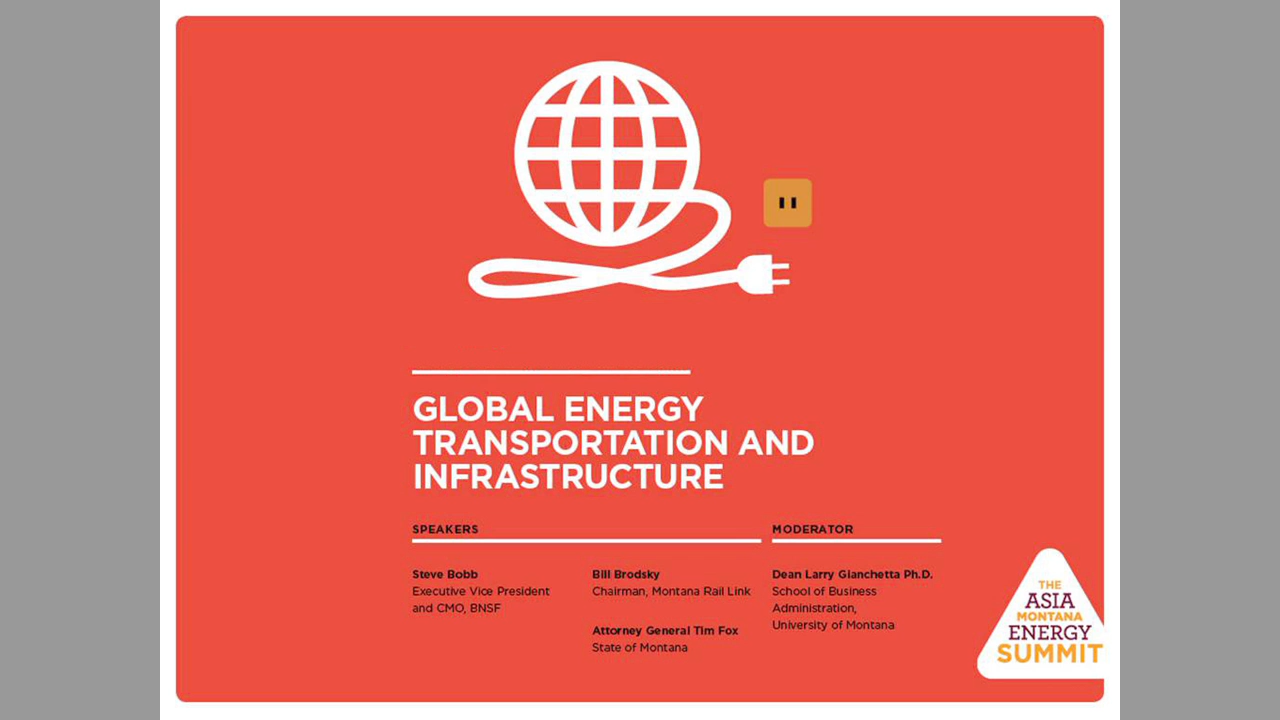 GLOBAL ENERGY
TRANSPORTATION AND
INFRASTRUCTURE
SPEAKERS
Steve Bobb
Executive Vice President
and CMO, BNSF
Bill Brodsky
Chairman, Montana Rail Link
Attorney General Tim Fox
State of Montana
MODERATOR
Dean Larry Gianchetta Ph.D.
School of Business
Administration,
University of Montana
THE
ASIA
MONTANA
ENERGY
SUMMIT